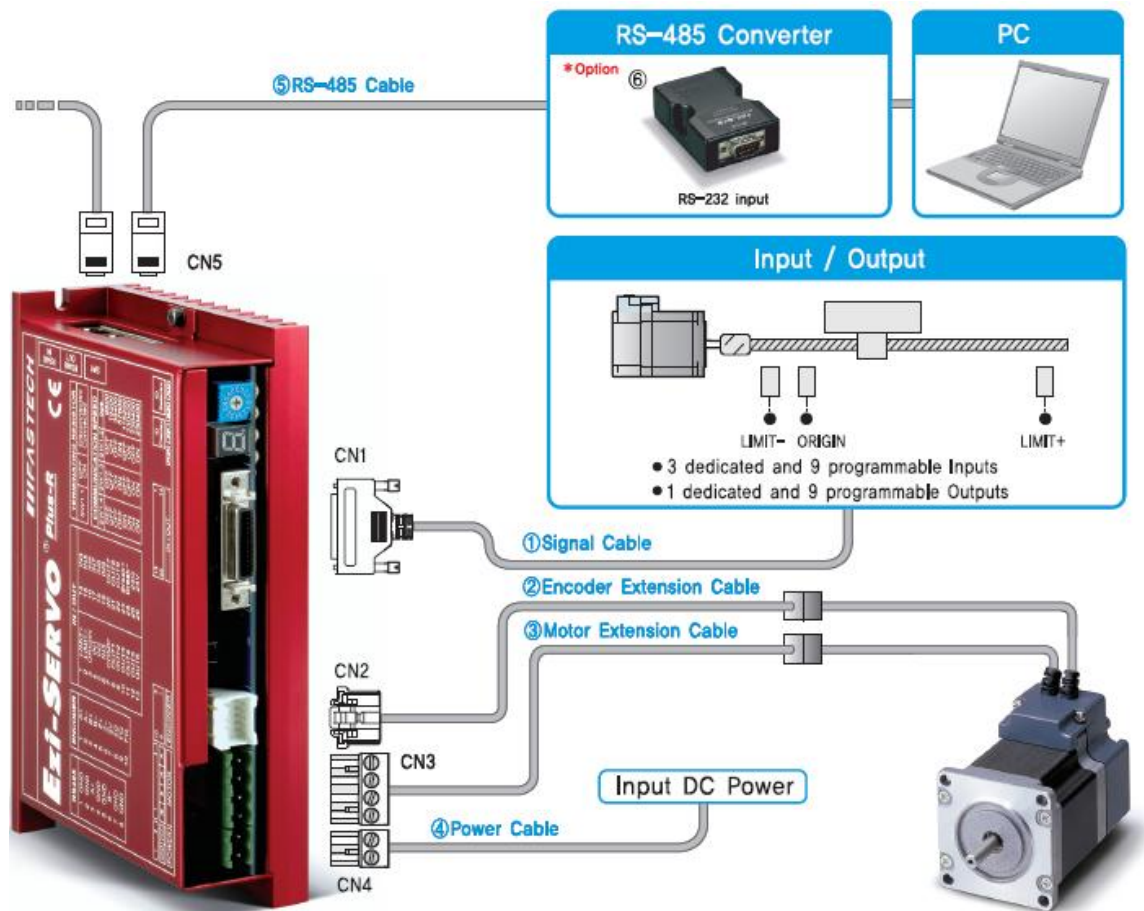 RS-485 Converter
PC
*Option
⑥
⑤RS-485 Cable
RS-232 input
CN5
Input / Output
LIMIT- ORIGIN
LIMIT+
● 3 dedicated and 9 programmable Inputs
● 1 dedicated and 9 programmable Outputs
CN1
①Signal Cable
②Encoder Extension Cable
③Motor Extension Cable
CN2
CN3
Input DC Power
④Power Cable
CN4
FASTECH
Ezi-SERVO® Plus-R
CE